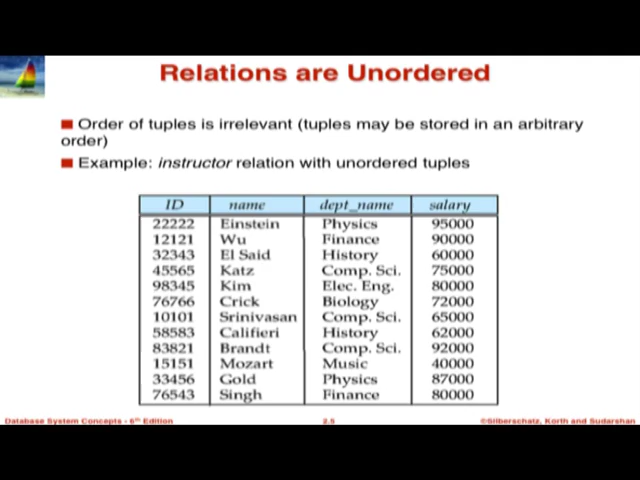 Relations are Unordered
Order of tuples is irrelevant (tuples may be stored in an arbitrary
order)
Example: instructor relation with unordered tuples
ID name dept_name salary
22222 Einstein Physics 95000
12121 Wu Finance 90000
32343 El Said History 60000
45565 Katz Comp. Sci. 75000
98345 Kim Elec. Eng. 80000
76766 Crick Biology 72000
10101 Srinivasan Comp. Sci. 65000
58583 Califieri History 62000
83821 Brandt Comp. Sci. 92000
15151 Mozart Music 40000
33456 Gold Physics 87000
76543 Singh Finance 80000
Database System Concepts - 6th Edition 2.5 ©Silberschatz, Korth and Sudarshan